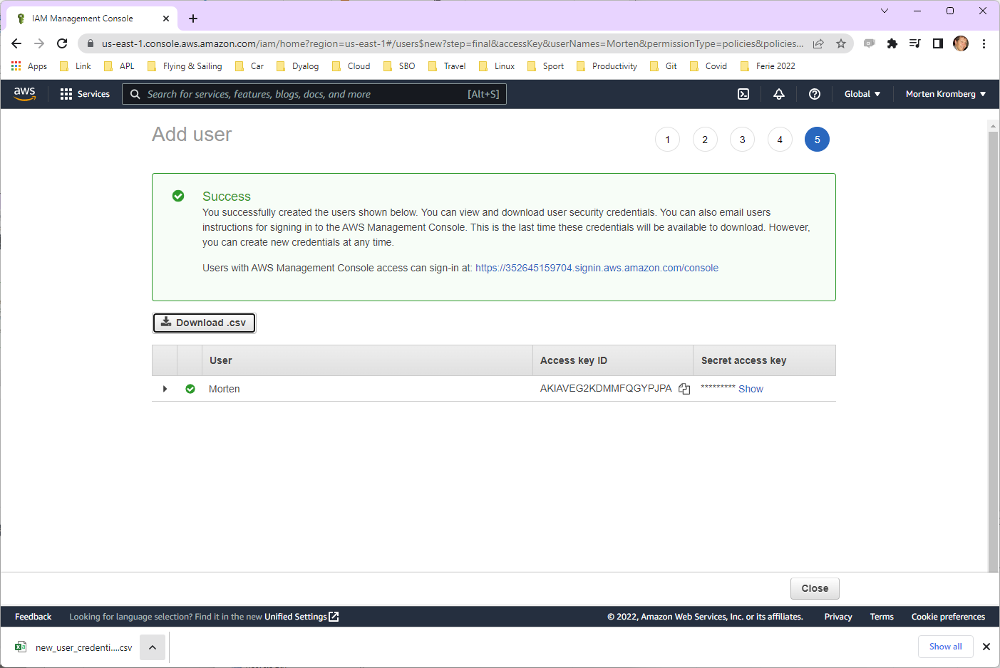 IAM Management Console
us-east-1.console.aws.amazon.com/iam/home?region=us-east-1#/users$new?step=final&accessKey&userNames=Morten&permissionType=policies&policies...
Apps Link APL Flying & Sailing Car Dyalog Cloud SBO Travel Linux Sport Productivity Git Covid Ferie 2022
aws Services Search for services, features, blogs, docs, and more [Alt+S] Global Morten Kromberg
Add user 1 2 3 4 5
Success
You successfully created the users shown below. You can view and download user security credentials. You can also email users
instructions for signing in to the AWS Management Console. This is the last time these credentials will be available to download. However,
you can create new credentials at any time.
Users with AWS Management Console access can sign-in at: https://352645159704.signin.aws.amazon.com/console
Download .csv
User Access key ID Secret access key
Morten AKIAVEG2KDMMFQGYPJPA ********* Show
Close
Feedback Looking for language selection? Find it in the new Unified Settings © 2022, Amazon Web Services, Inc. or its affiliates. Privacy Terms Cookie preferences
new_user_credenti....csv Show all